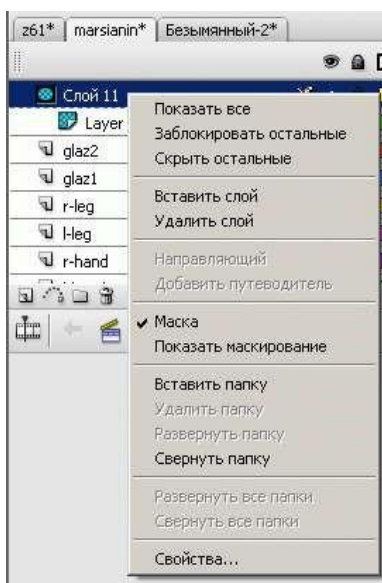 z61* marsianin* Безымянный-2*
Слой 11
Layer
glaz2
glaz1
r-leg
l-leg
r-hand
Показать все
Заблокировать остальные
Скрыть остальные
Вставить слой
Удалить слой
Направляющий
Добавить путеводитель
Маска
Показать маскирование
Вставить папку
Удалить папку
Развернуть папку
Свернуть папку
Развернуть все папки
Свернуть все папки
Свойства...